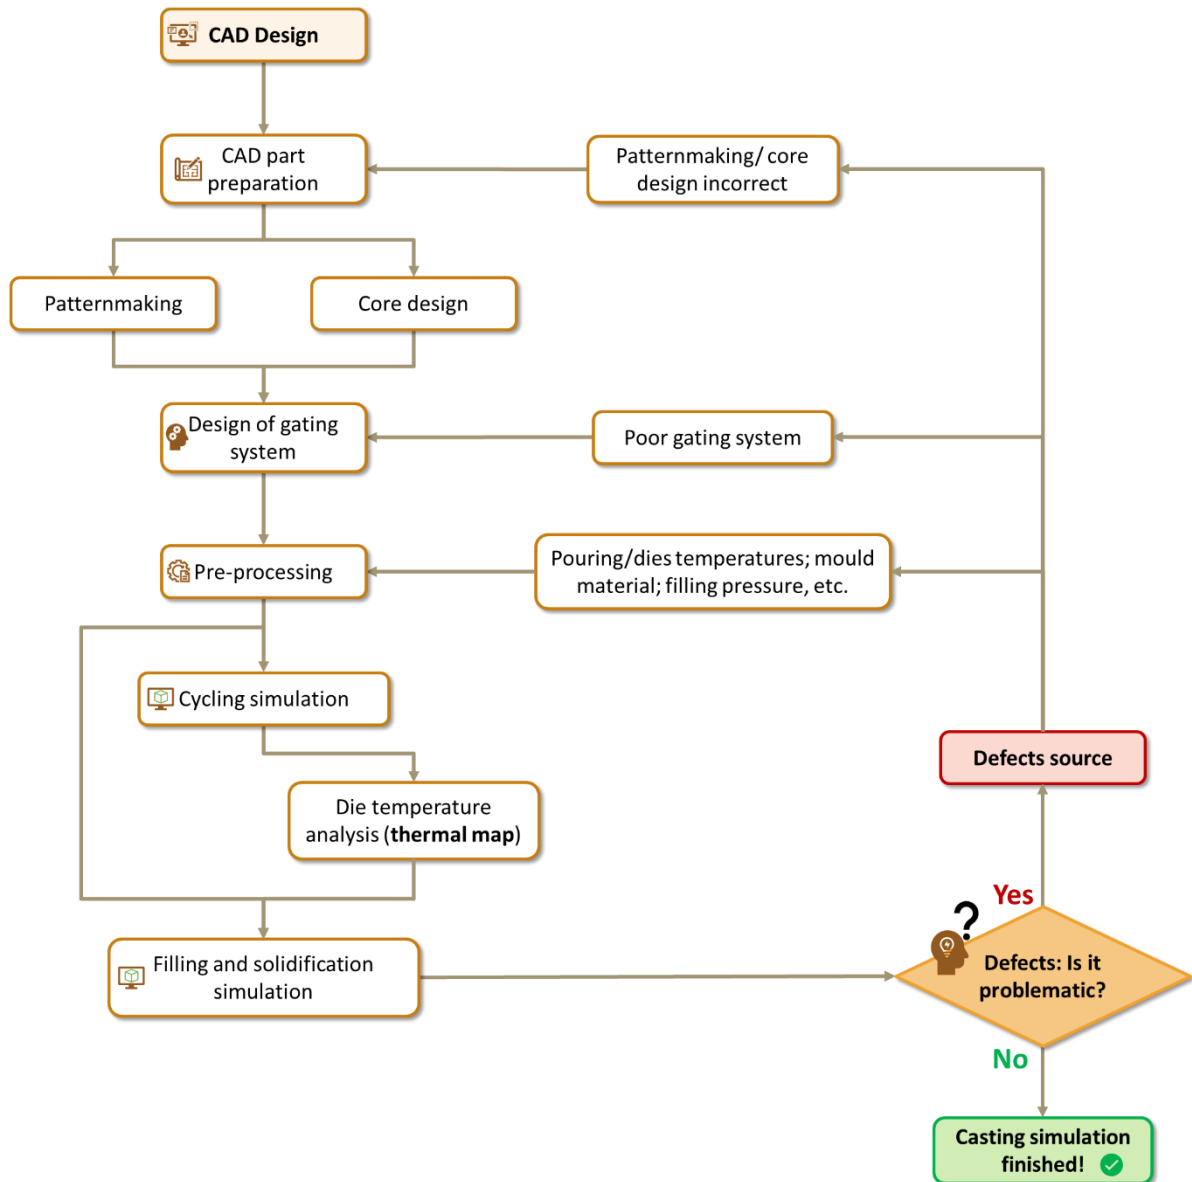 CAD Design
CAD part
preparation
Patternmaking/ core
design incorrect
Patternmaking
Core design
Design of gating
system
Poor gating system
Pre-processing
Pouring/dies temperatures; mould
material; filling pressure, etc.
Cycling simulation
Defects source
Die temperature
analysis (thermal map)
Yes
?
Filling and solidification
simulation
Defects: Is it
problematic?
No
Casting simulation
finished!